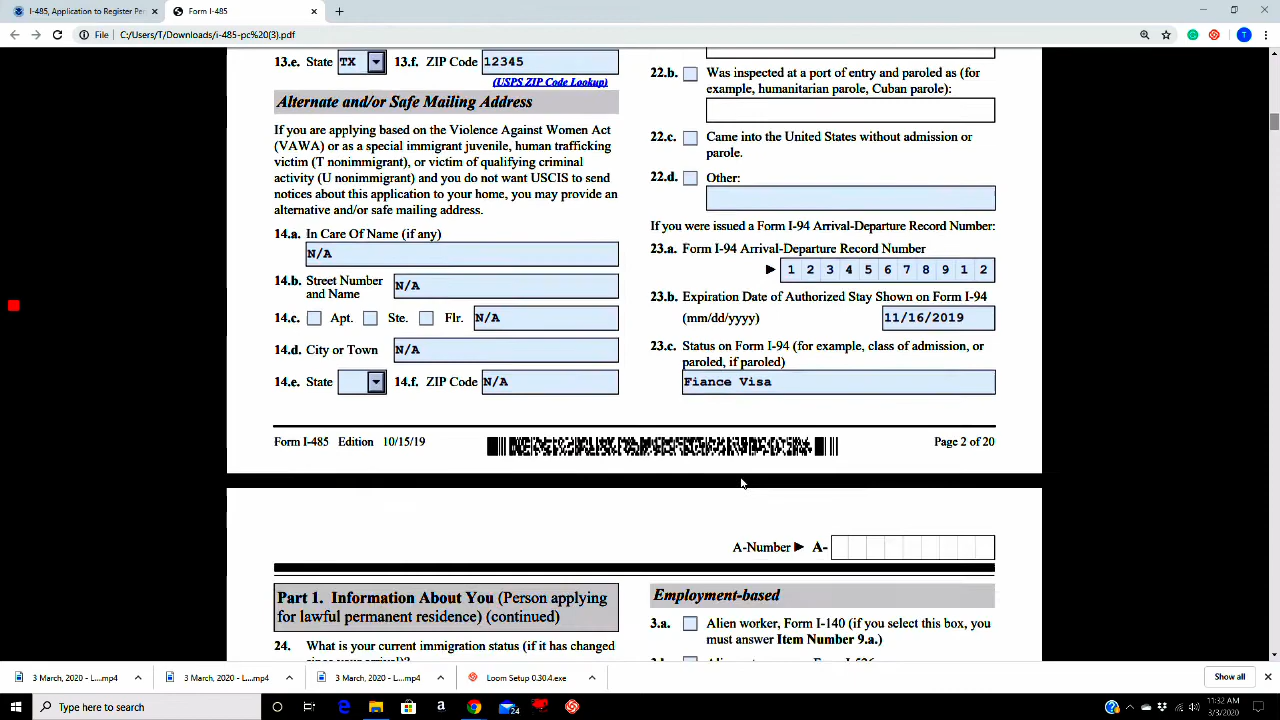 I-485, Application to Register Per
Form I-485
File C:/Users/T/Downloads/i-485-pc%20(3).pdf
T
13.e. State TX 13.f. ZIP Code 12345
(USPS ZIP Code Lookup)
Alternate and/or Safe Mailing Address
If you are applying based on the Violence Against Women Act
(VAWA) or as a special immigrant juvenile, human trafficking
victim (T nonimmigrant), or victim of qualifying criminal
activity (U nonimmigrant) and you do not want USCIS to send
notices about this application to your home, you may provide an
alternative and/or safe mailing address.
14.a. In Care Of Name (if any)
N/A
14.b. Street Number
and Name
N/A
14.c. Apt. Ste. Flr. N/A
14.d. City or Town N/A
14.e. State 14.f. ZIP Code N/A
22.b. Was inspected at a port of entry and paroled as (for
example, humanitarian parole, Cuban parole):
22.c. Came into the United States without admission or
parole.
22.d. Other:
If you were issued a Form I-94 Arrival-Departure Record Number:
23.a. Form I-94 Arrival-Departure Record Number
1 2 3 4 5 6 7 8 9 1 2
23.b. Expiration Date of Authorized Stay Shown on Form I-94
(mm/dd/yyyy) 11/16/2019
23.c. Status on Form I-94 (for example, class of admission, or
paroled, if paroled)
Fiance Visa
Form I-485 Edition 10/15/19 Page 2 of 20
A-Number A-
Part 1. Information About You (Person applying
for lawful permanent residence) (continued)
24. What is your current immigration status (if it has changed
Employment-based
3.a. Alien worker, Form I-140 (if you select this box, you
must answer Item Number 9.a.)
3 March, 2020 - L....mp4
3 March, 2020 - L....mp4
3 March, 2020 - L....mp4
Loom Setup 0.30.4.exe
Show all
Type here to search
24
11:32 AM
3/3/2020